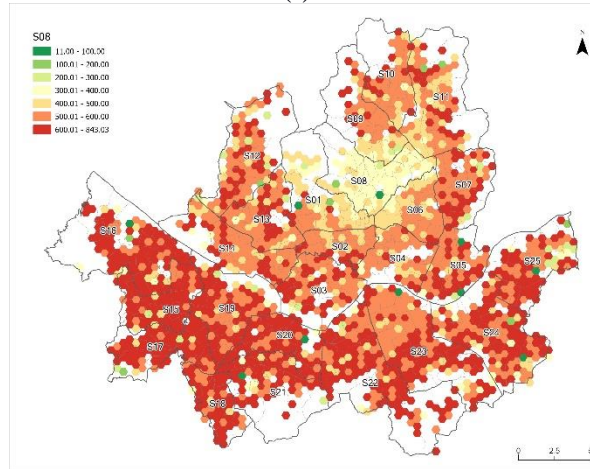 S08
11.00 - 100.00
100.01 - 200.00
200.01 - 300.00
300.01 - 400.00
400.01 - 500.00
500.01 - 600.00
600.01 - 843.03
S10
S11
S09
S12
S08
S07
S01
S06
S13
S16
S02
S14
S04
S25
S05
S03
S15
S19
S20
S24
S17
S23
S22
S21
S18
0 2.5